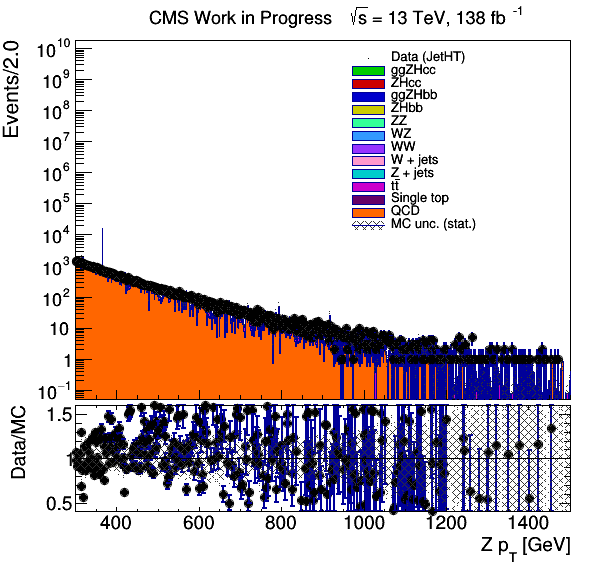 CMS Work in Progress √s = 13 TeV, 138 fb⁻¹
Events/2.0
10¹⁰
10⁹
10⁸
10⁷
10⁶
10⁵
10⁴
10³
10²
10
1
10⁻¹
Data (JetHT)
ggZHcc
ZHcc
ggZHbb
ZHbb
ZZ
WZ
WW
W + jets
Z + jets
tt̄
Single top
QCD
MC unc. (stat.)
Data/MC
1.5
1
0.5
400 600 800 1000 1200 1400
Z p_T [GeV]